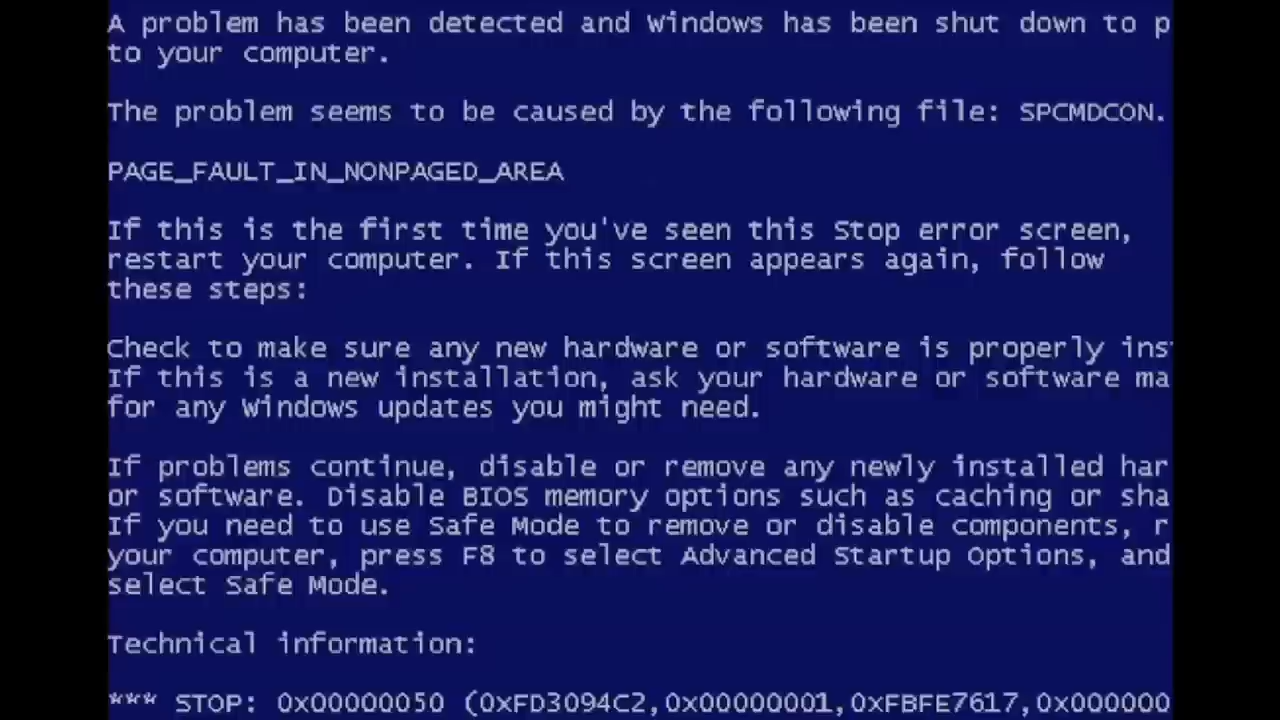 A problem has been detected and Windows has been shut down to p
to your computer.
The problem seems to be caused by the following file: SPCMDCON.
PAGE_FAULT_IN_NONPAGED_AREA
If this is the first time you've seen this Stop error screen,
restart your computer. If this screen appears again, follow
these steps:
Check to make sure any new hardware or software is properly ins
If this is a new installation, ask your hardware or software ma
for any Windows updates you might need.
If problems continue, disable or remove any newly installed har
or software. Disable BIOS memory options such as caching or sha
If you need to use Safe Mode to remove or disable components, r
your computer, press F8 to select Advanced Startup Options, and
select Safe Mode.
Technical information:
*** STOP: 0x00000050 (0xFD3094C2,0x00000001,0xFBFE7617,0x000000